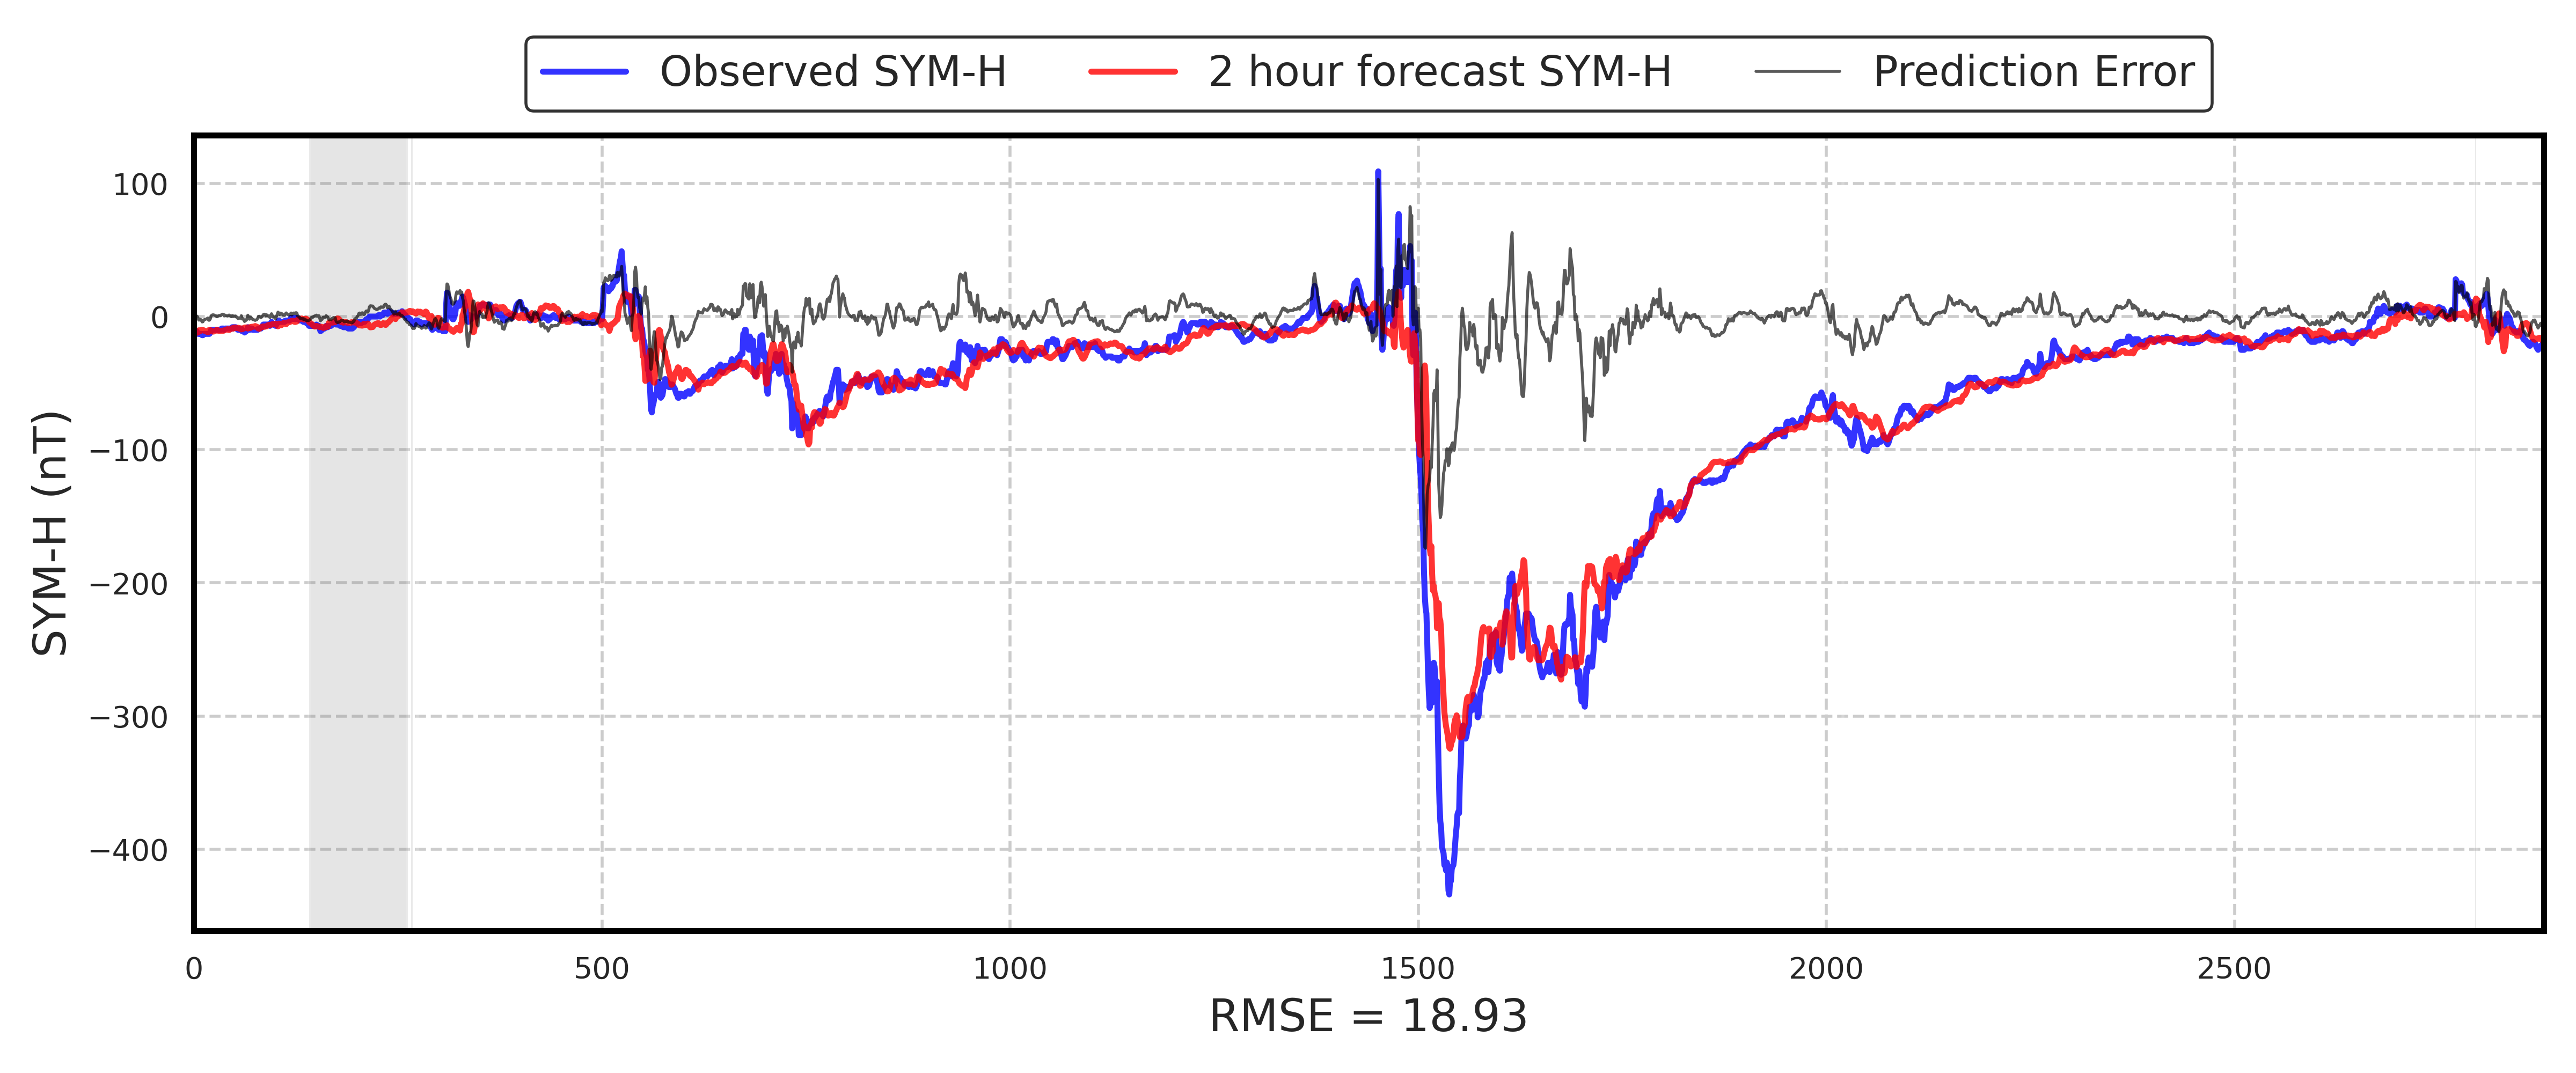 Observed SYM-H 2 hour forecast SYM-H Prediction Error
SYM-H (nT)
100
0
−100
−200
−300
−400
0 500 1000 1500 2000 2500
RMSE = 18.93